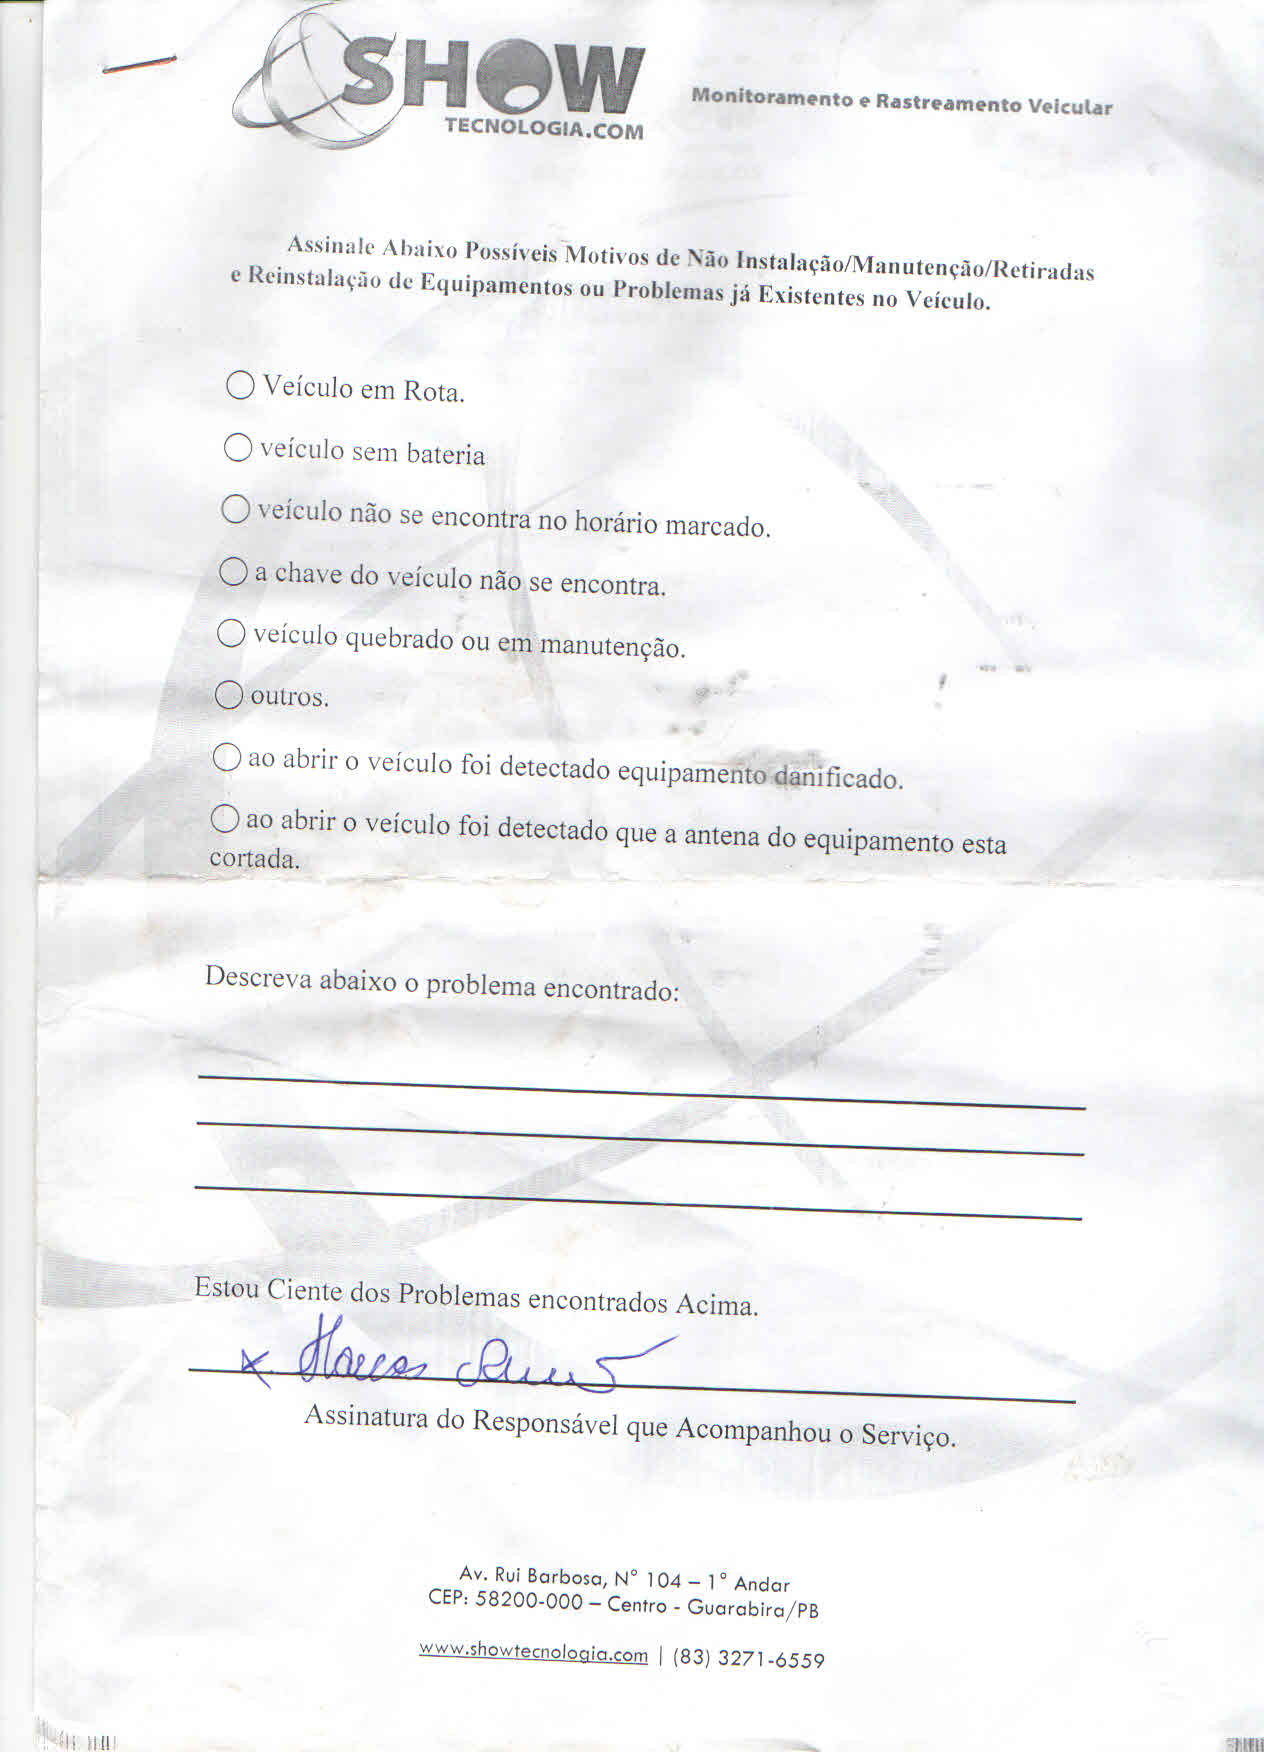 SHOW
TECNOLOGIA.COM
Monitoramento e Rastreamento Veicular
Assinale Abaixo Possíveis Motivos de Não Instalação/Manutenção/Retiradas
e Reinstalação de Equipamentos ou Problemas já Existentes no Veículo.
Veículo em Rota.
veículo sem bateria
veículo não se encontra no horário marcado.
a chave do veículo não se encontra.
veículo quebrado ou em manutenção.
outros.
ao abrir o veículo foi detectado equipamento danificado.
ao abrir o veículo foi detectado que a antena do equipamento esta
cortada.
Descreva abaixo o problema encontrado:
Estou Ciente dos Problemas encontrados Acima.
x Marcos
Assinatura do Responsável que Acompanhou o Serviço.
Av. Rui Barbosa, N° 104 – 1° Andar
CEP: 58200-000 – Centro - Guarabira/PB
www.showtecnologia.com | (83) 3271-6559